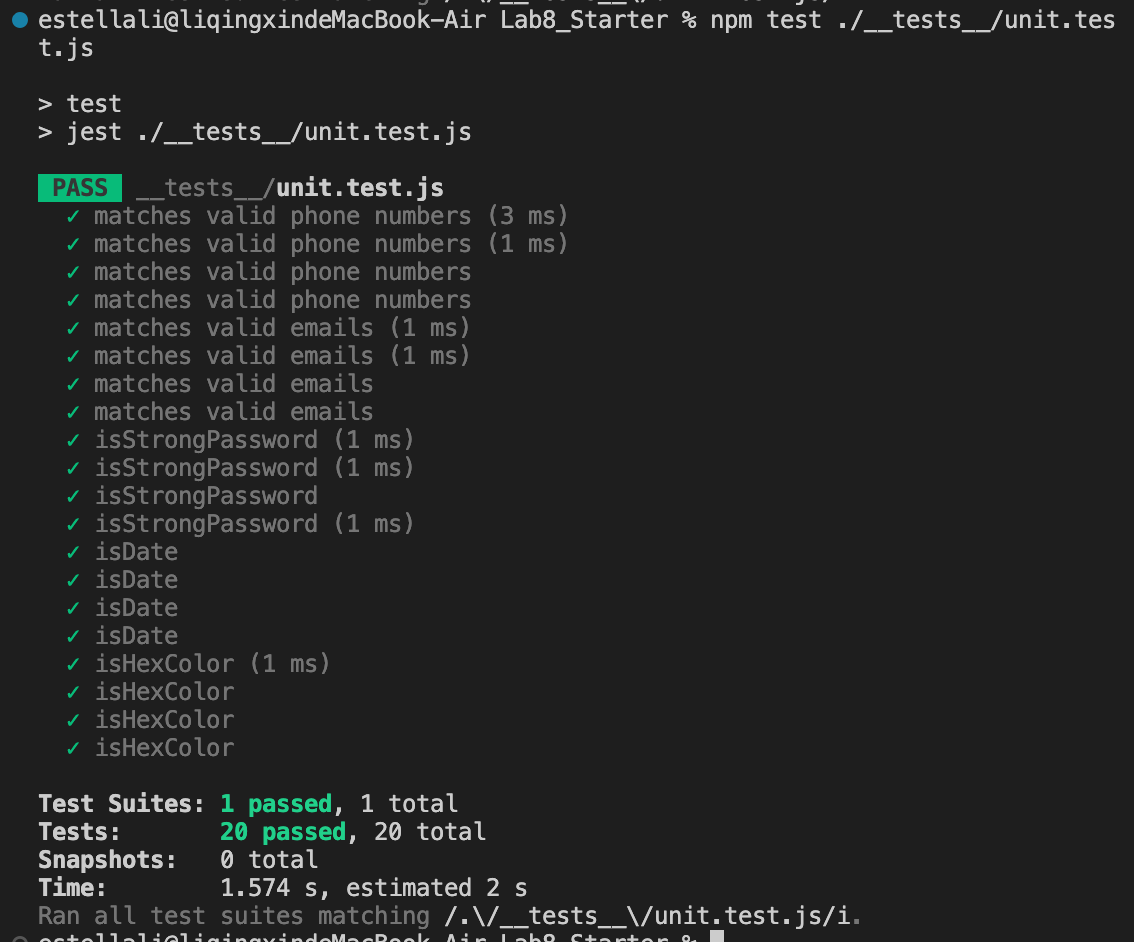 estellali@liqingxindeMacBook-Air Lab8_Starter % npm test ./__tests__/unit.tes
t.js
> test
> jest ./__tests__/unit.test.js
PASS __tests__/unit.test.js
✓ matches valid phone numbers (3 ms)
✓ matches valid phone numbers (1 ms)
✓ matches valid phone numbers
✓ matches valid phone numbers
✓ matches valid emails (1 ms)
✓ matches valid emails (1 ms)
✓ matches valid emails
✓ matches valid emails
✓ isStrongPassword (1 ms)
✓ isStrongPassword (1 ms)
✓ isStrongPassword
✓ isStrongPassword (1 ms)
✓ isDate
✓ isDate
✓ isDate
✓ isDate
✓ isHexColor (1 ms)
✓ isHexColor
✓ isHexColor
✓ isHexColor
Test Suites: 1 passed, 1 total
Tests: 20 passed, 20 total
Snapshots: 0 total
Time: 1.574 s, estimated 2 s
Ran all test suites matching /.\/__tests__\/unit.test.js/i.
estellali@liqingxindeMacBook-Air Lab8_Starter %